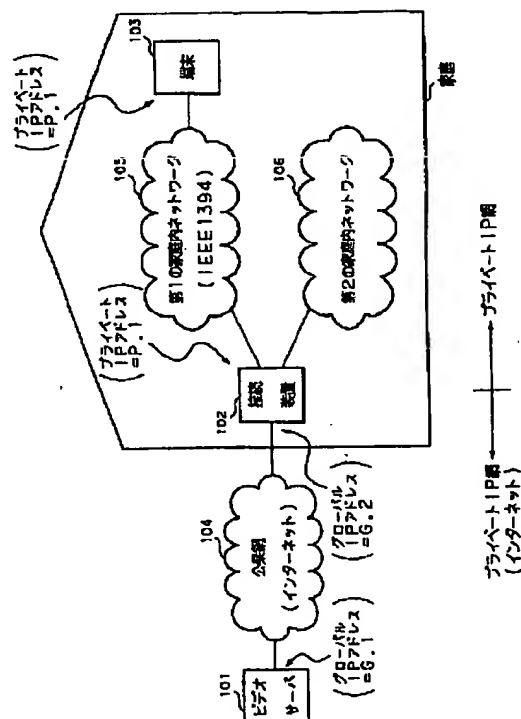 プライベート
IPアドレス
=P.1
103
端末
105
第1の家庭内ネットワーク
(IEEE1394)
プライベート
IPアドレス
=P.1
102
接続
装置
106
第2の家庭内ネットワーク
家庭
104
公衆網
(インターネット)
グローバル
IPアドレス
=G.2
101
ビデオ
サーバ
グローバル
IPアドレス
=G.1
プライベートIP網
(インターネット)
プライベートIP網